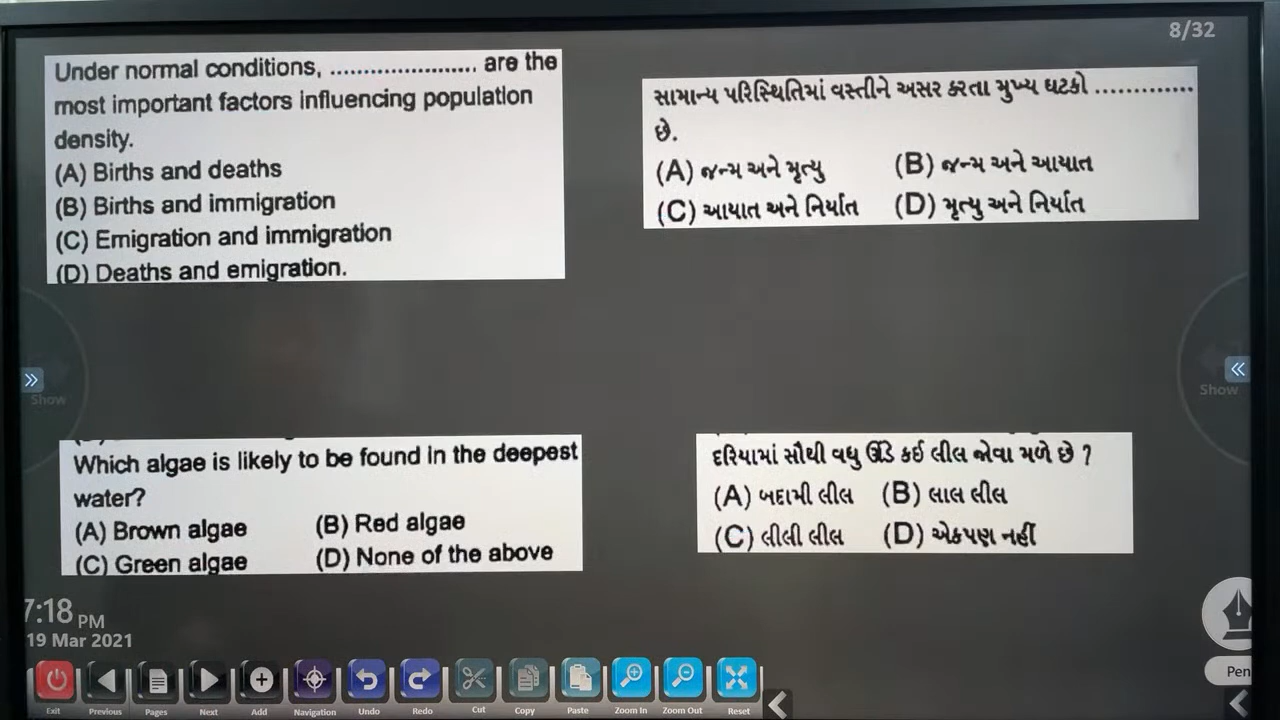 8/32
Under normal conditions, ...................... are the
most important factors influencing population
density.
(A) Births and deaths
(B) Births and immigration
(C) Emigration and immigration
(D) Deaths and emigration.
સામાન્ય પરિસ્થિતિમાં વસ્તીને અસર કરતા મુખ્ય ઘટકો .............
છે.
(A) જન્મ અને મૃત્યુ (B) જન્મ અને આયાત
(C) આયાત અને નિર્યાત (D) મૃત્યુ અને નિર્યાત
Show
Show
Which algae is likely to be found in the deepest
water?
(A) Brown algae (B) Red algae
(C) Green algae (D) None of the above
દરિયામાં સૌથી વધુ ઊંડે કઈ લીલ જોવા મળે છે ?
(A) બદામી લીલ (B) લાલ લીલ
(C) લીલી લીલ (D) એકપણ નહીં
7:18 PM
19 Mar 2021
Pen
Exit Previous Pages Next Add Navigation Undo Redo Cut Copy Paste Zoom In Zoom Out Reset